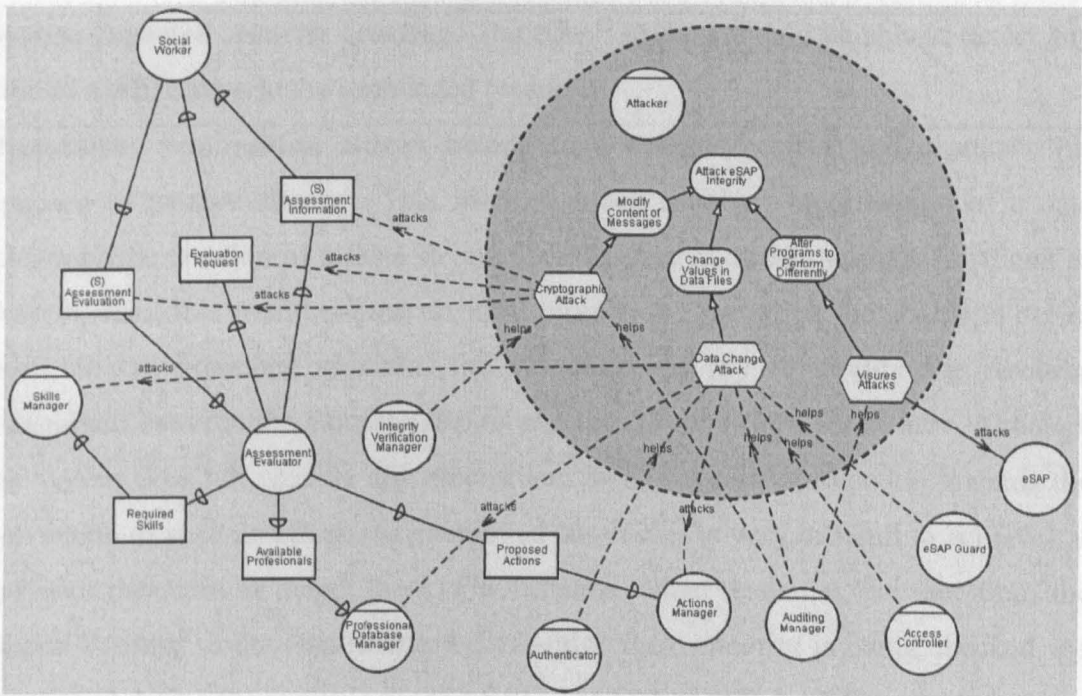 Social
Worker
Attacker
Attack eSAP
Integrity
(S)
Assessment
Information
Modify
Content of
Messages
attacks
Evaluation
Request
Change
Values in
Data Files
Alter
Programs to
Perform
Differently
attacks
(S)
Assessment
Evaluation
attacks
Cryptographic
Attack
helps
helps
attacks
Data Change
Attack
Visures
Attacks
Skills
Manager
Integrity
Verification
Manager
helps
helps
helps
helps
helps
attacks
Assessment
Evaluator
eSAP
Required
Skills
attacks
attacks
Available
Profesionals
Proposed
Actions
eSAP Guard
Professional
Database
Manager
Authenticator
Actions
Manager
Auditing
Manager
Access
Controller